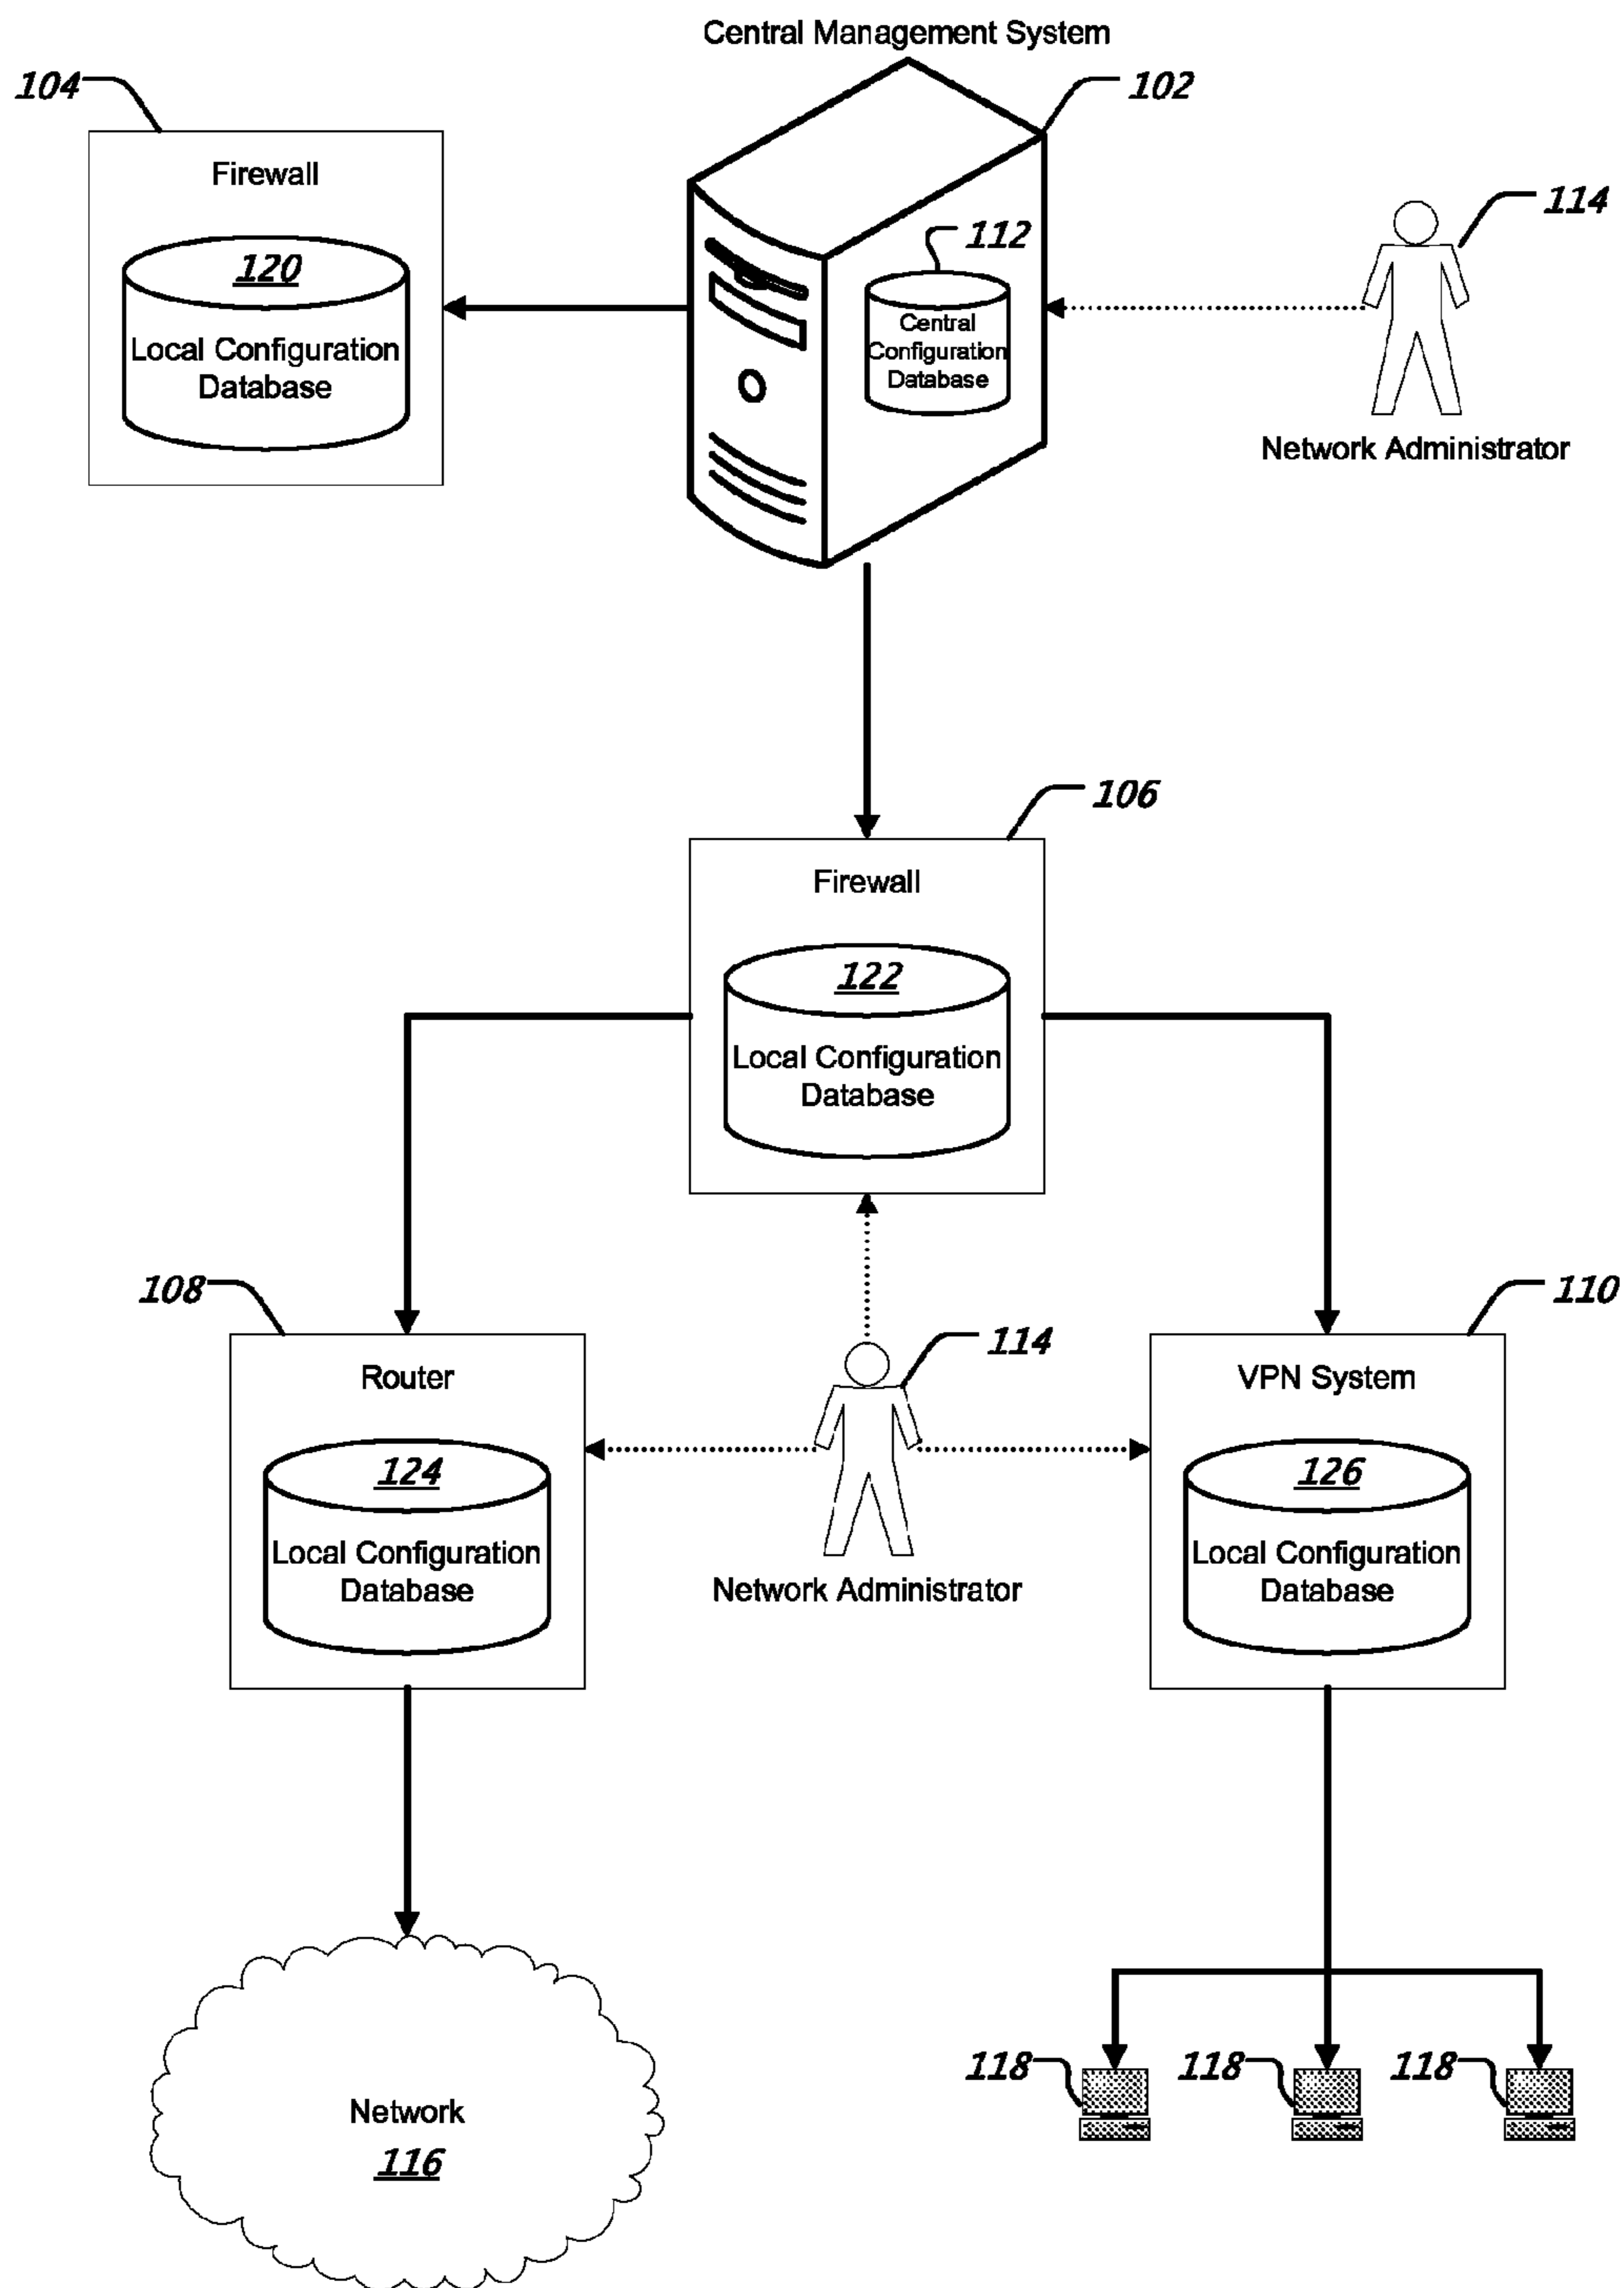 Central Management System
104
102
Firewall
114
112
120
Central
Configuration
Database
Local Configuration
Database
Network Administrator
106
Firewall
122
Local Configuration
Database
108
110
114
Router
VPN System
124
126
Local Configuration
Database
Local Configuration
Database
Network Administrator
118
118
118
Network
116